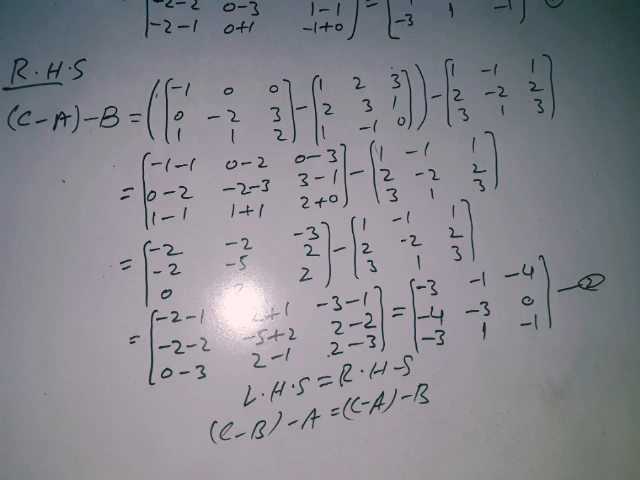 -2-2 0-3 1-1
-2-1 0+1 -1+0 = -3 1 -1
R.H.S
(C-A)-B = ([-1 0 0] - [1 2 3]) - [1 -1 1]
[0 -2 3] [2 3 1] [2 -2 2]
[1 1 2] [1 -1 0] [3 1 3]
= [-1-1 0-2 0-3] - [1 -1 1]
[0-2 -2-3 3-1] [2 -2 2]
[1-1 1+1 2+0] [3 1 3]
= [-2 -2 -3] - [1 -1 1]
[-2 -5 2] [2 -2 2]
[0 2] [3 1 3]
= [-2-1 2+1 -3-1] = [-3 -1 -4] - 2
[-2-2 -5+2 2-2] [-4 -3 0]
[0-3 2-1 2-3] [-3 1 -1]
L.H.S = R.H.S
(C-B)-A = (C-A)-B